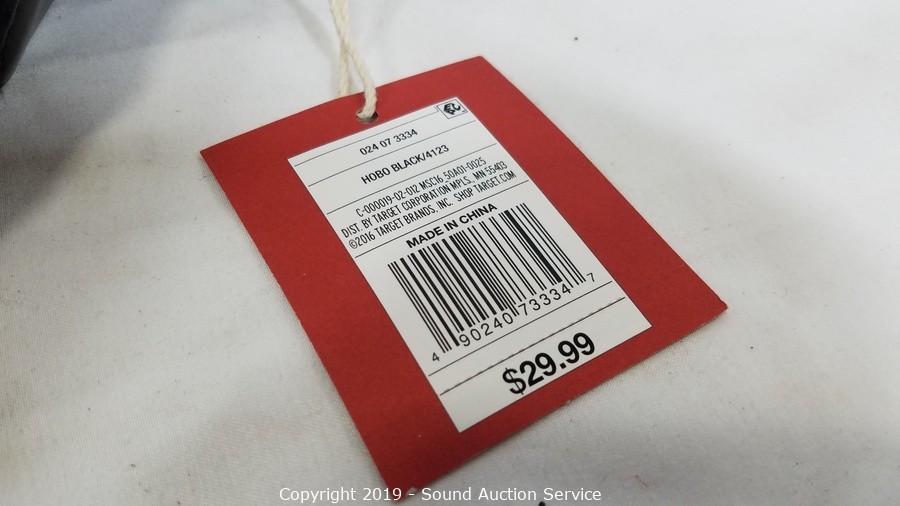 024 07 3334
HOBO BLACK/4123
C-000019-02-012 MSC16 50A01-0025
DIST. BY TARGET CORPORATION MPLS, MN 55403
©2016 TARGET BRANDS, INC. SHOP TARGET.COM
MADE IN CHINA
4 90240 73334 7
$29.99
Copyright 2019 - Sound Auction Service